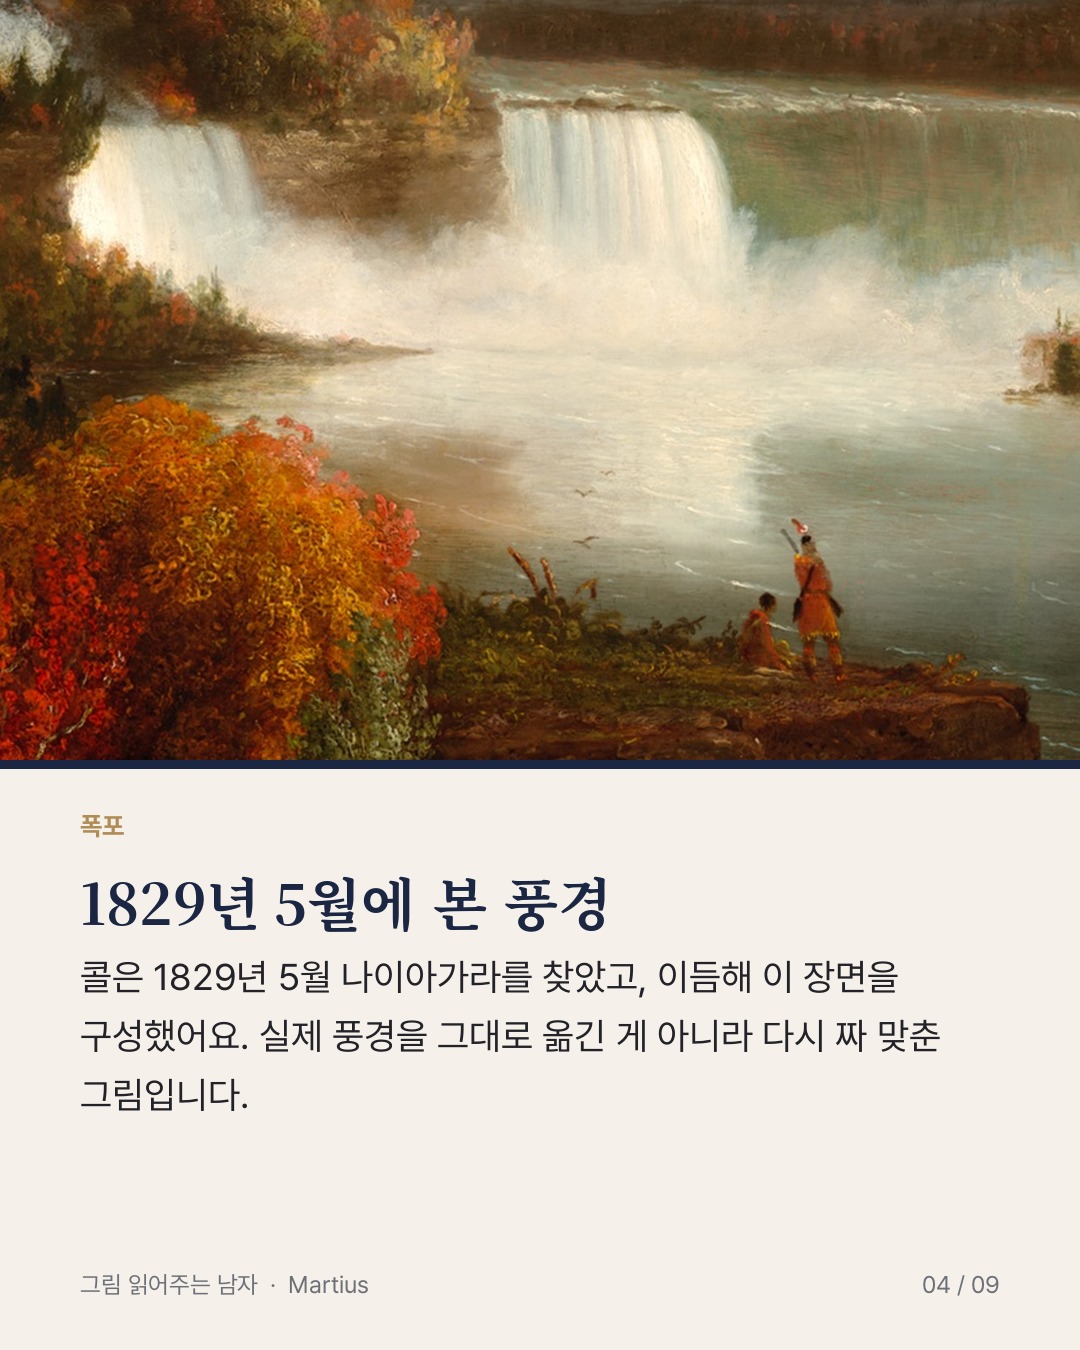 폭포
1829년 5월에 본 풍경
콜은 1829년 5월 나이아가라를 찾았고, 이듬해 이 장면을
구성했어요. 실제 풍경을 그대로 옮긴 게 아니라 다시 짜 맞춘
그림입니다.
그림 읽어주는 남자 · Martius
04 / 09